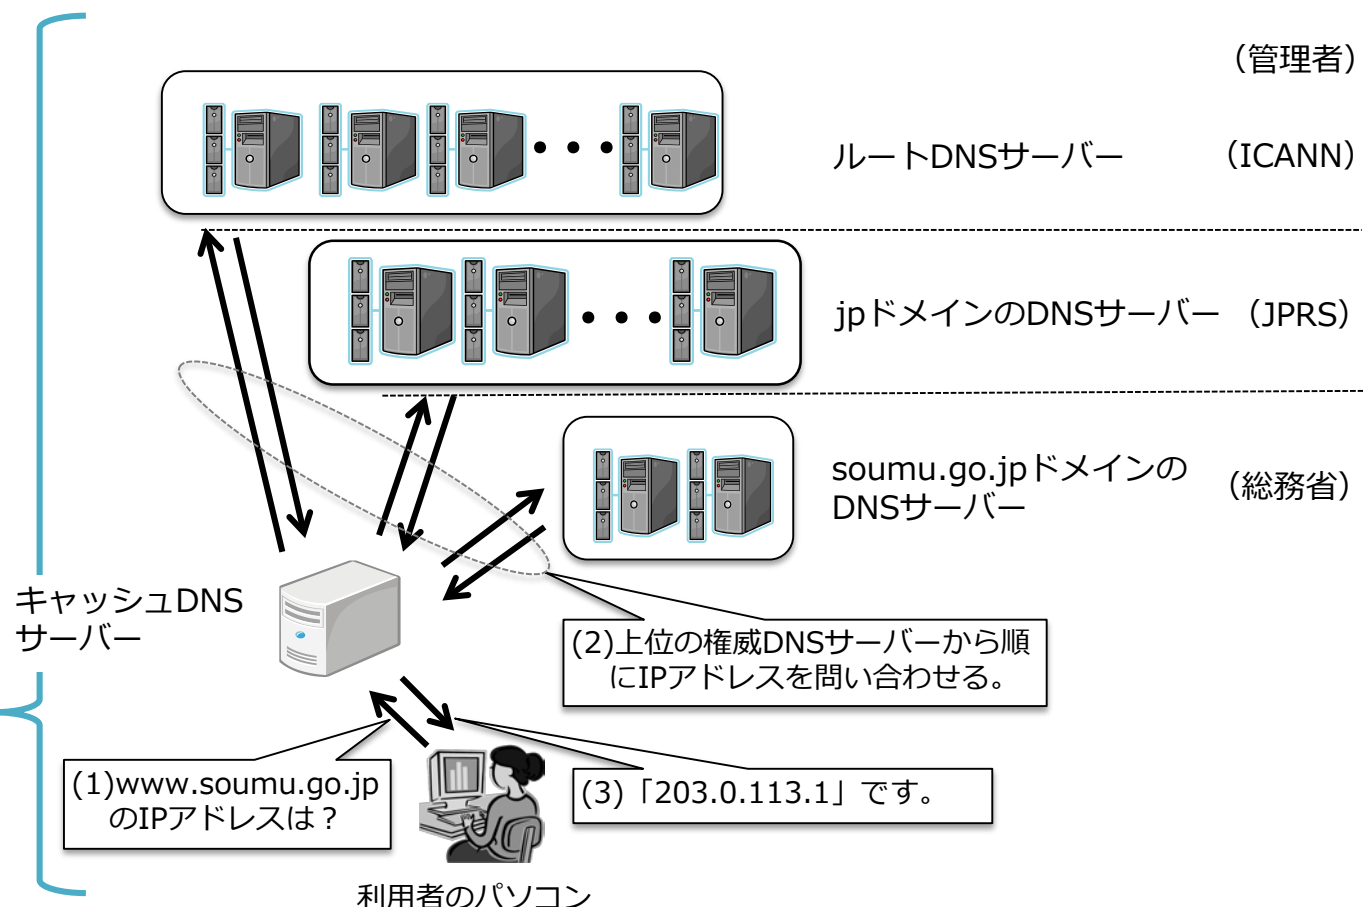 （管理者）
ルートDNSサーバー （ICANN）
jpドメインのDNSサーバー （JPRS）
soumu.go.jpドメインの
DNSサーバー
（総務省）
キャッシュDNS
サーバー
(2)上位の権威DNSサーバーから順
にIPアドレスを問い合わせる。
(1)www.soumu.go.jp
のIPアドレスは？
(3)「203.0.113.1」です。
利用者のパソコン